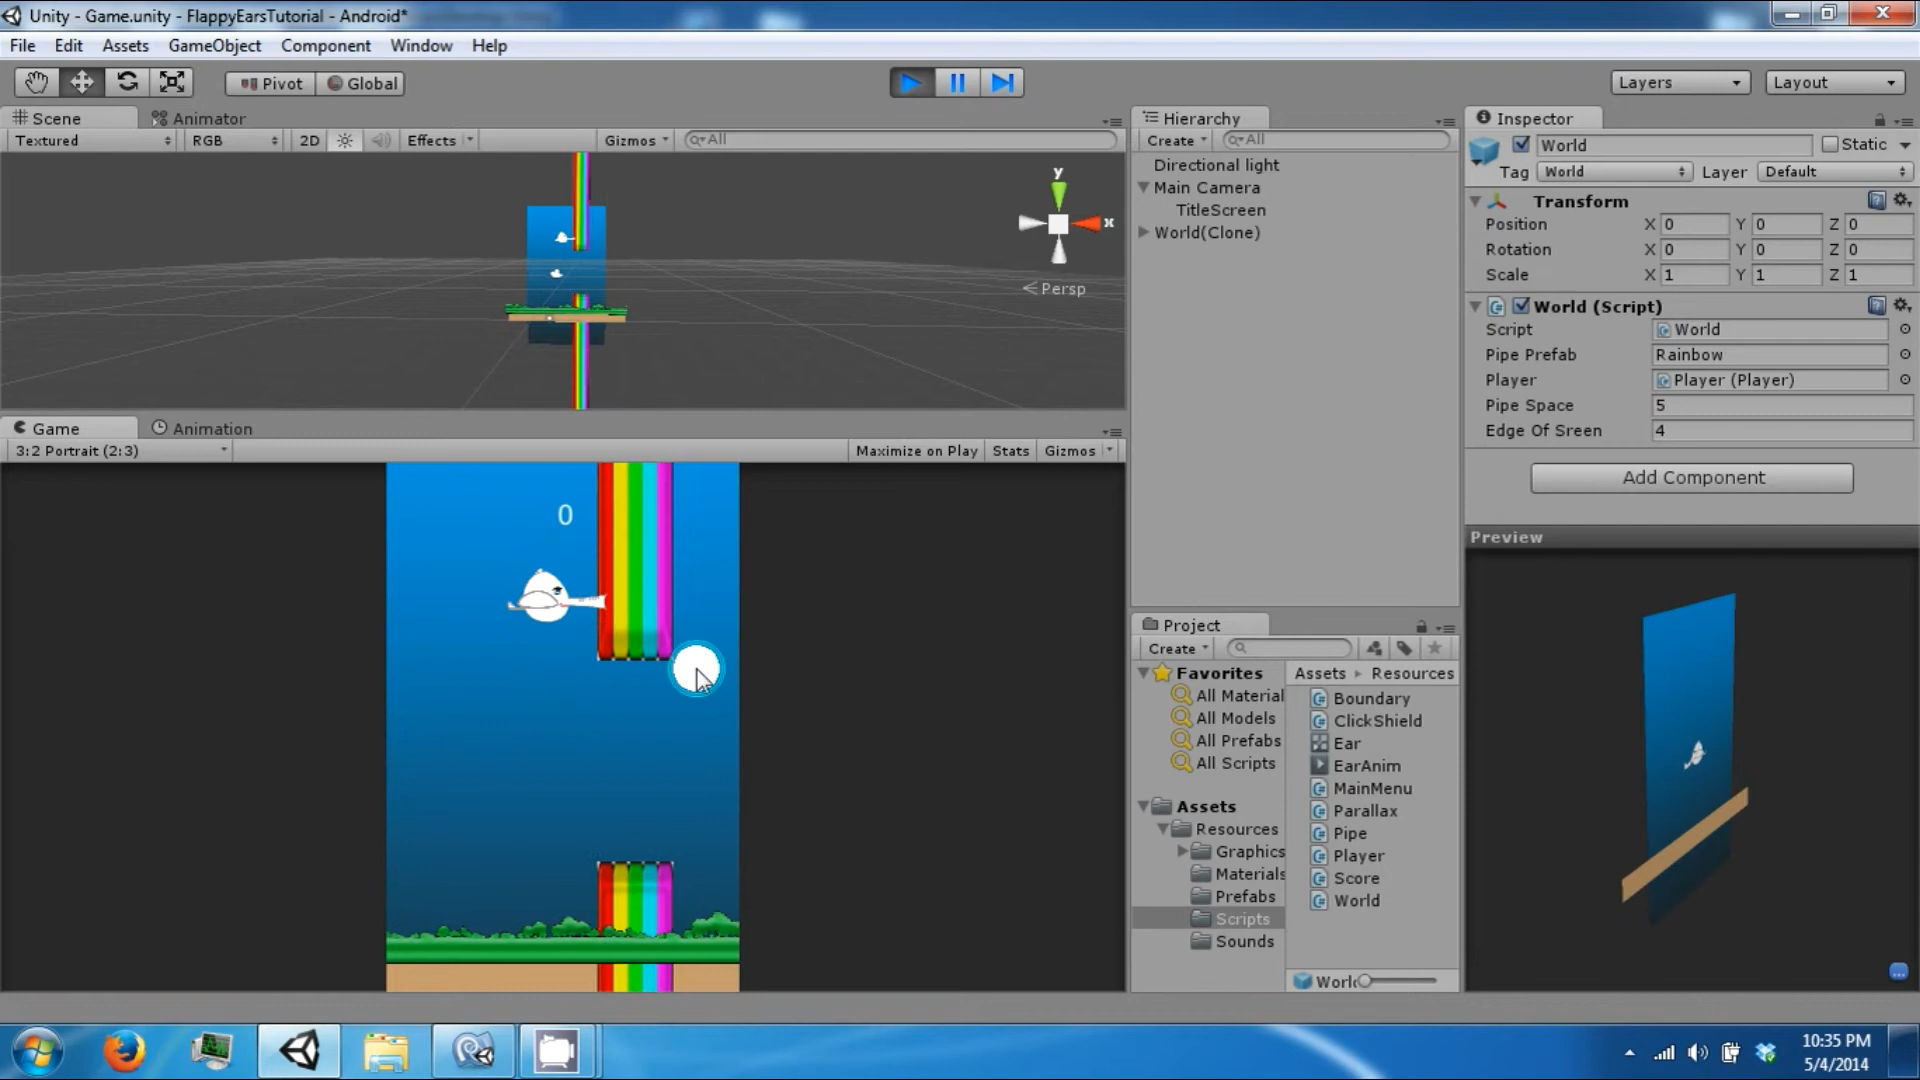 Unity - Game.unity - FlappyEarsTutorial - Android*
File Edit Assets GameObject Component Window Help
Pivot Global
Layers Layout
Scene Animator
Textured RGB 2D Effects Gizmos All
y
x
Persp
Game Animation
3:2 Portrait (2:3) Maximize on Play Stats Gizmos
0
Hierarchy
Create All
Directional light
Main Camera
TitleScreen
World(Clone)
Project
Create
Favorites
All Material
All Models
All Prefabs
All Scripts
Assets
Resources
Graphics
Materials
Prefabs
Scripts
Sounds
Assets Resources
Boundary
ClickShield
Ear
EarAnim
MainMenu
Parallax
Pipe
Player
Score
World
World
Inspector
World Static
Tag World Layer Default
Transform
Position X 0 Y 0 Z 0
Rotation X 0 Y 0 Z 0
Scale X 1 Y 1 Z 1
World (Script)
Script World
Pipe Prefab Rainbow
Player Player (Player)
Pipe Space 5
Edge Of Sreen 4
Add Component
Preview
10:35 PM
5/4/2014